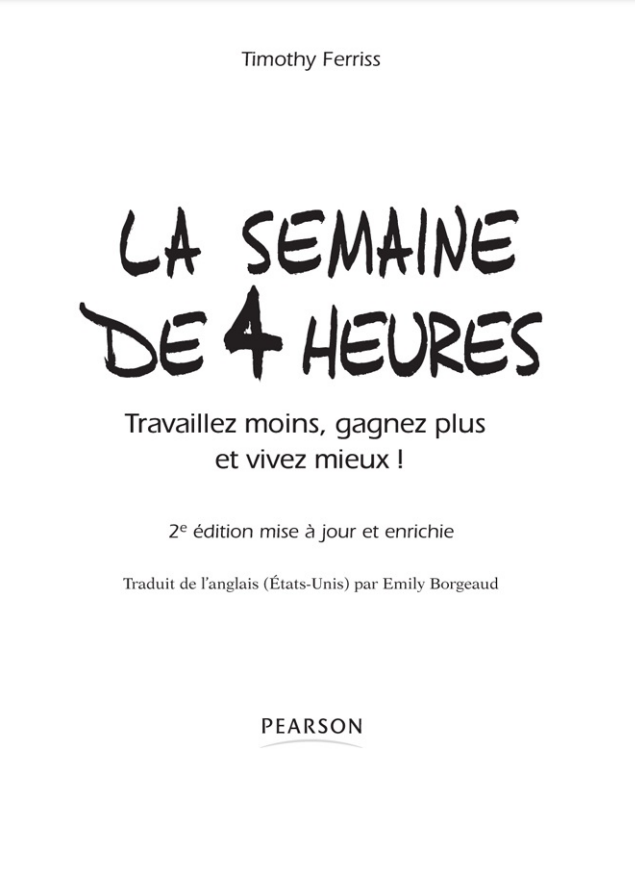 Timothy Ferriss
LA SEMAINE
DE 4 HEURES
Travaillez moins, gagnez plus
et vivez mieux !
2e édition mise à jour et enrichie
Traduit de l'anglais (États-Unis) par Emily Borgeaud
PEARSON